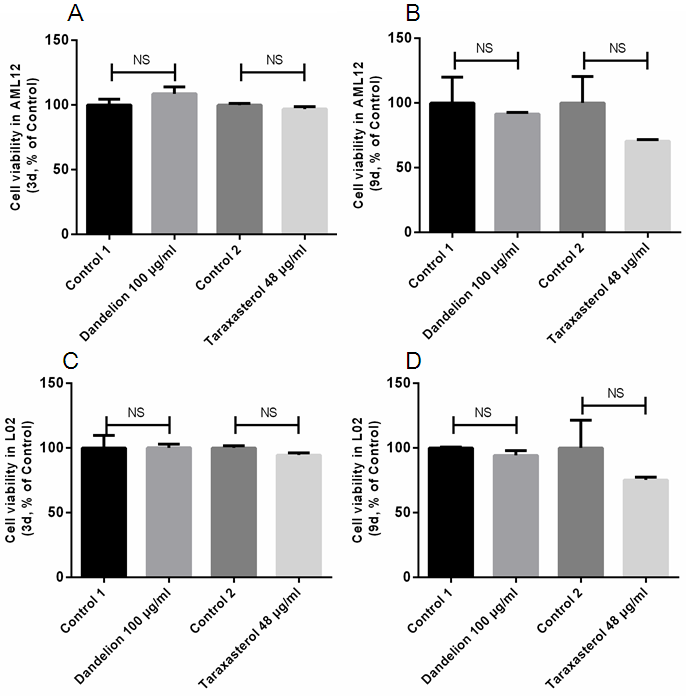 A
Cell viability in AML12
(3d, % of Control)
150
100
50
0
NS
NS
Control 1
Dandelion 100 μg/ml
Control 2
Taraxasterol 48 μg/ml
B
Cell viability in AML12
(9d, % of Control)
150
100
50
0
NS
NS
Control 1
Dandelion 100 μg/ml
Control 2
Taraxasterol 48 μg/ml
C
Cell viability in L02
(3d, % of Control)
150
100
50
0
NS
NS
Control 1
Dandelion 100 μg/ml
Control 2
Taraxasterol 48 μg/ml
D
Cell viability in L02
(9d, % of Control)
150
100
50
0
NS
NS
Control 1
Dandelion 100 μg/ml
Control 2
Taraxasterol 48 μg/ml